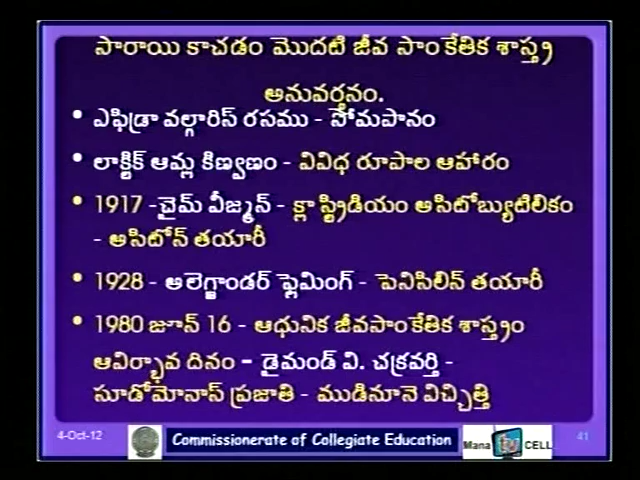 సారాయి కాచడం మొదటి జీవ సాంకేతిక శాస్త్ర
అనువర్తనం.
• ఎఫిడ్రా వల్గారిస్ రసము - సోమపానం
• లాక్టిక్ ఆమ్ల కిణ్వణం - వివిధ రూపాల ఆహారం
• 1917 -చైమ్ వీజ్మన్ - క్లాస్ట్రిడియం అసిటోబ్యుటిలికం
- అసిటోన్ తయారీ
• 1928 - అలెగ్జాండర్ ఫ్లెమింగ్ - పెనిసిలిన్ తయారీ
• 1980 జూన్ 16 - ఆధునిక జీవసాంకేతిక శాస్త్రం
ఆవిర్భావ దినం - డైమండ్ వి. చక్రవర్తి -
సూడోమోనాస్ ప్రజాతి - ముడినూనె విచ్ఛిత్తి
4-Oct-12 Commissionerate of Collegiate Education Mana tv CELL 41